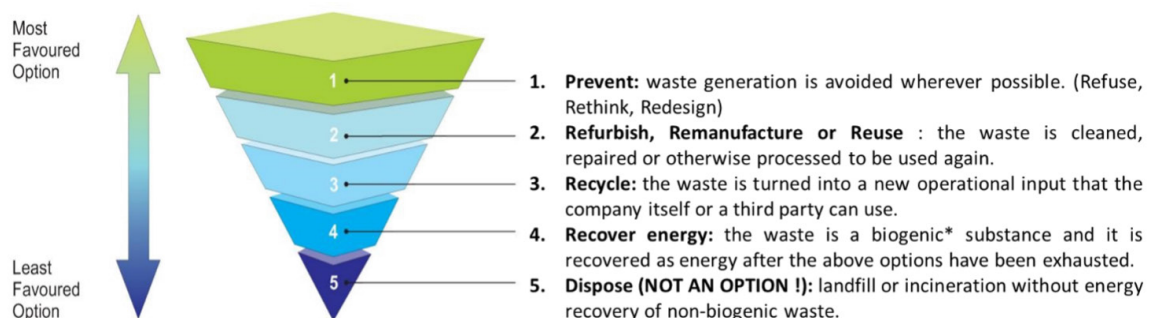 Most
Favoured
Option
1
2
3
4
5
Least
Favoured
Option
1. Prevent: waste generation is avoided wherever possible. (Refuse,
Rethink, Redesign)
2. Refurbish, Remanufacture or Reuse : the waste is cleaned,
repaired or otherwise processed to be used again.
3. Recycle: the waste is turned into a new operational input that the
company itself or a third party can use.
4. Recover energy: the waste is a biogenic* substance and it is
recovered as energy after the above options have been exhausted.
5. Dispose (NOT AN OPTION !): landfill or incineration without energy
recovery of non-biogenic waste.